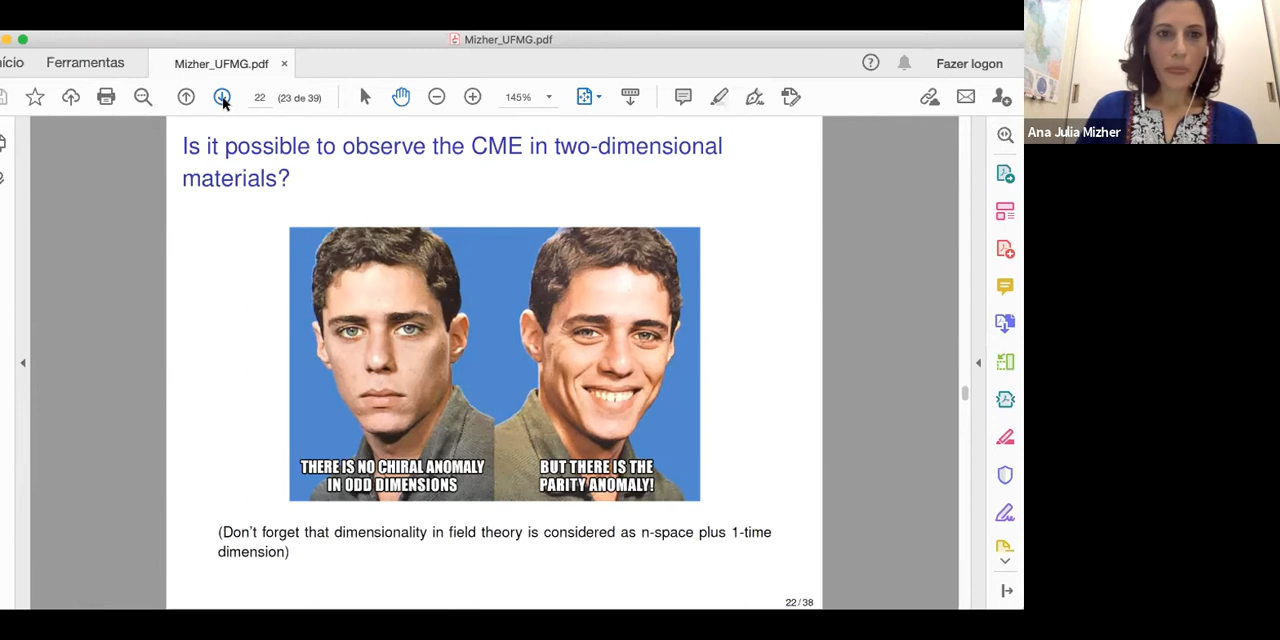 Mizher_UFMG.pdf
nício Ferramentas Mizher_UFMG.pdf × Fazer logon
22 (23 de 39) 145%
Ana Julia Mizher
Is it possible to observe the CME in two-dimensional
materials?
THERE IS NO CHIRAL ANOMALY
IN ODD DIMENSIONS
BUT THERE IS THE
PARITY ANOMALY!
(Don't forget that dimensionality in field theory is considered as n-space plus 1-time
dimension)
22/38